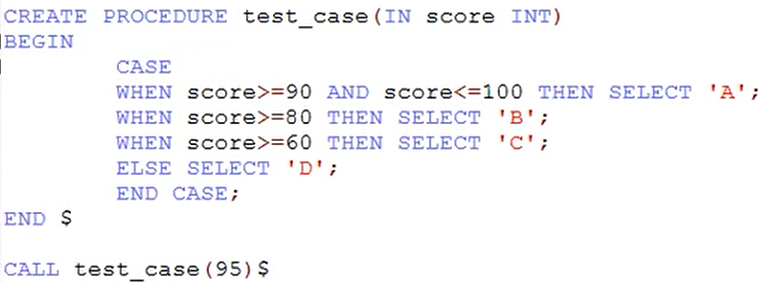 CREATE PROCEDURE test_case(IN score INT)
BEGIN
CASE
WHEN score>=90 AND score<=100 THEN SELECT 'A';
WHEN score>=80 THEN SELECT 'B';
WHEN score>=60 THEN SELECT 'C';
ELSE SELECT 'D';
END CASE;
END $
CALL test_case(95)$